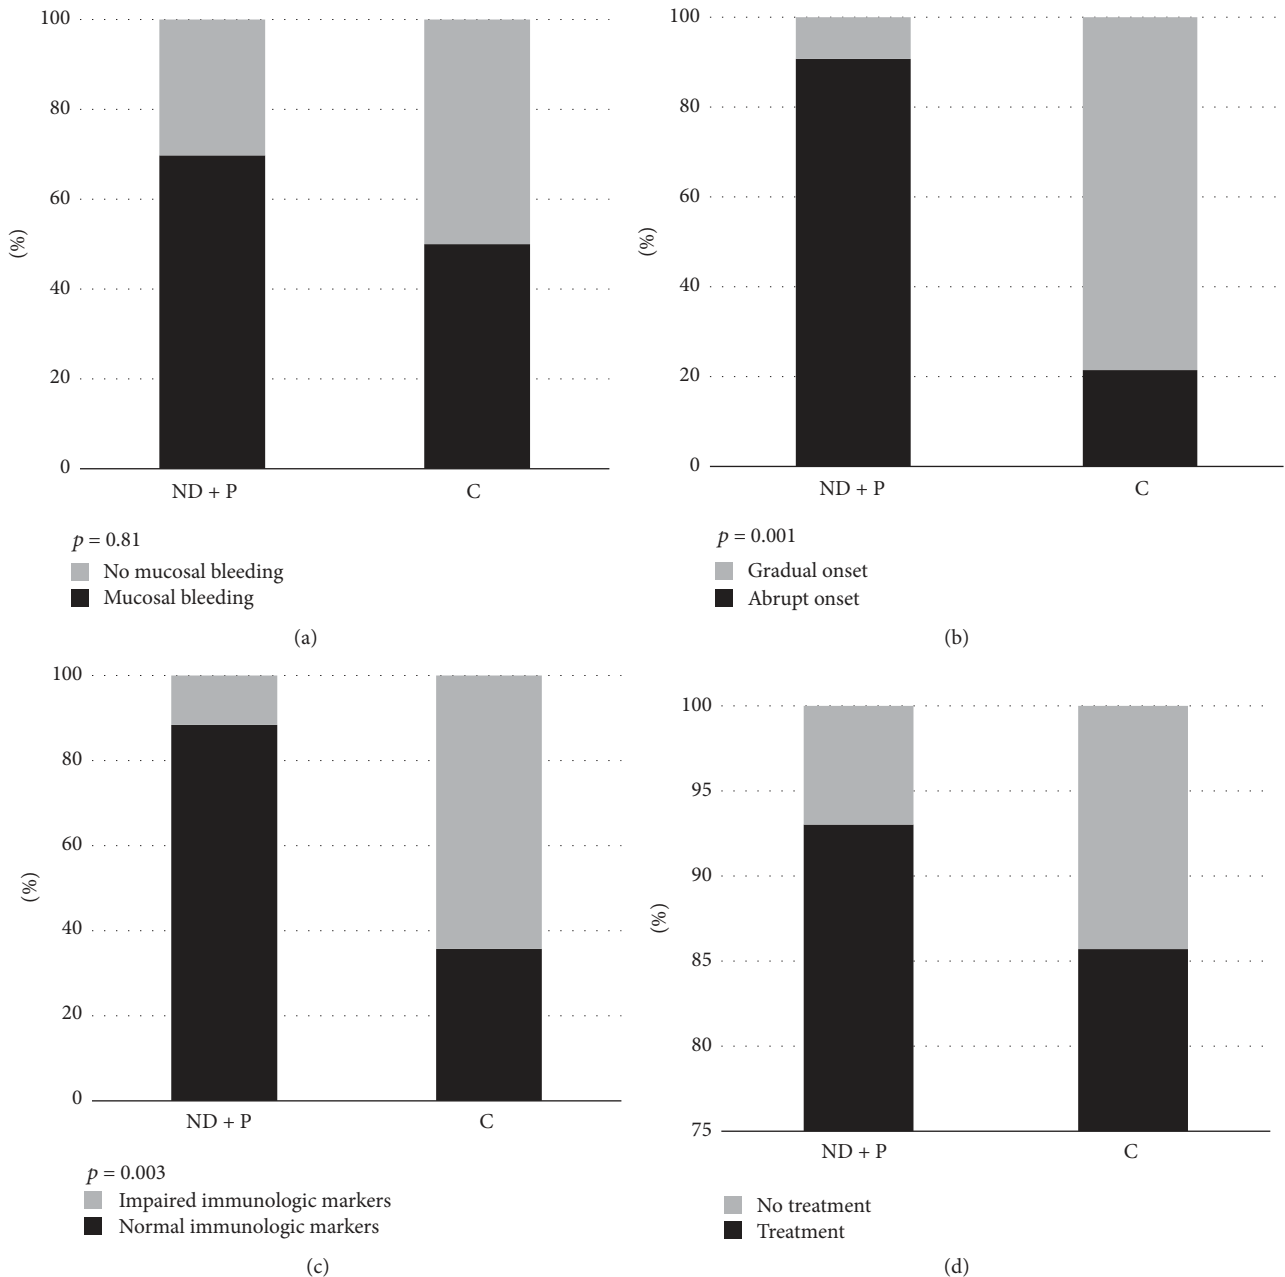 100
80
60
40
20
0
(%)
ND + P
C
p = 0.81
No mucosal bleeding
Mucosal bleeding
(a)
100
80
60
40
20
0
(%)
ND + P
C
p = 0.001
Gradual onset
Abrupt onset
(b)
100
80
60
40
20
0
(%)
ND + P
C
p = 0.003
Impaired immunologic markers
Normal immunologic markers
(c)
100
95
90
85
80
75
(%)
ND + P
C
No treatment
Treatment
(d)